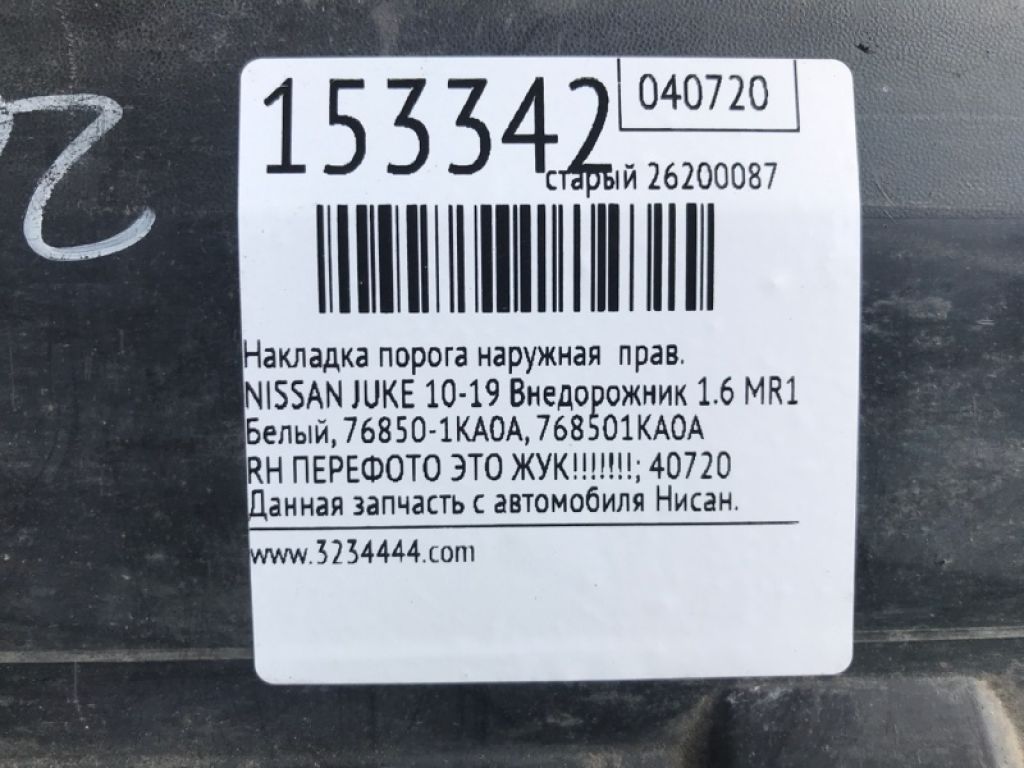 153342
040720
старый 26200087
Накладка порога наружная прав.
NISSAN JUKE 10-19 Внедорожник 1.6 MR1
Белый, 76850-1KA0A, 768501KA0A
RH ПЕРЕФОТО ЭТО ЖУК!!!!!!!; 40720
Данная запчасть с автомобиля Нисан.
www.3234444.com